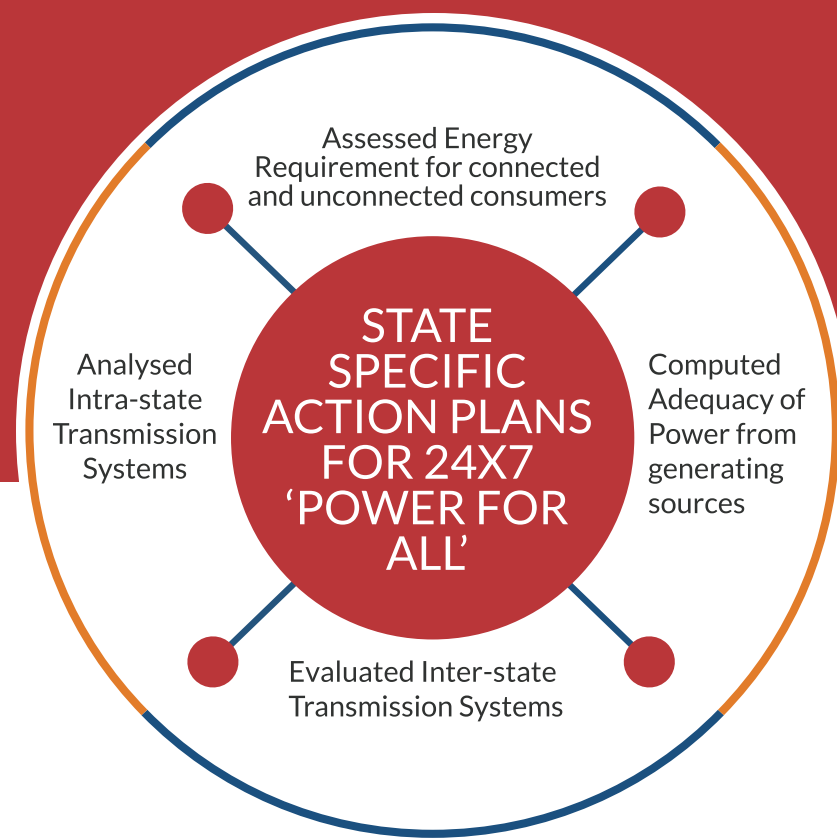 Assessed Energy
Requirement for connected
and unconnected consumers
Analysed
Intra-state
Transmission
Systems
STATE
SPECIFIC
ACTION PLANS
FOR 24X7
‘POWER FOR
ALL’
Computed
Adequacy of
Power from
generating
sources
Evaluated Inter-state
Transmission Systems